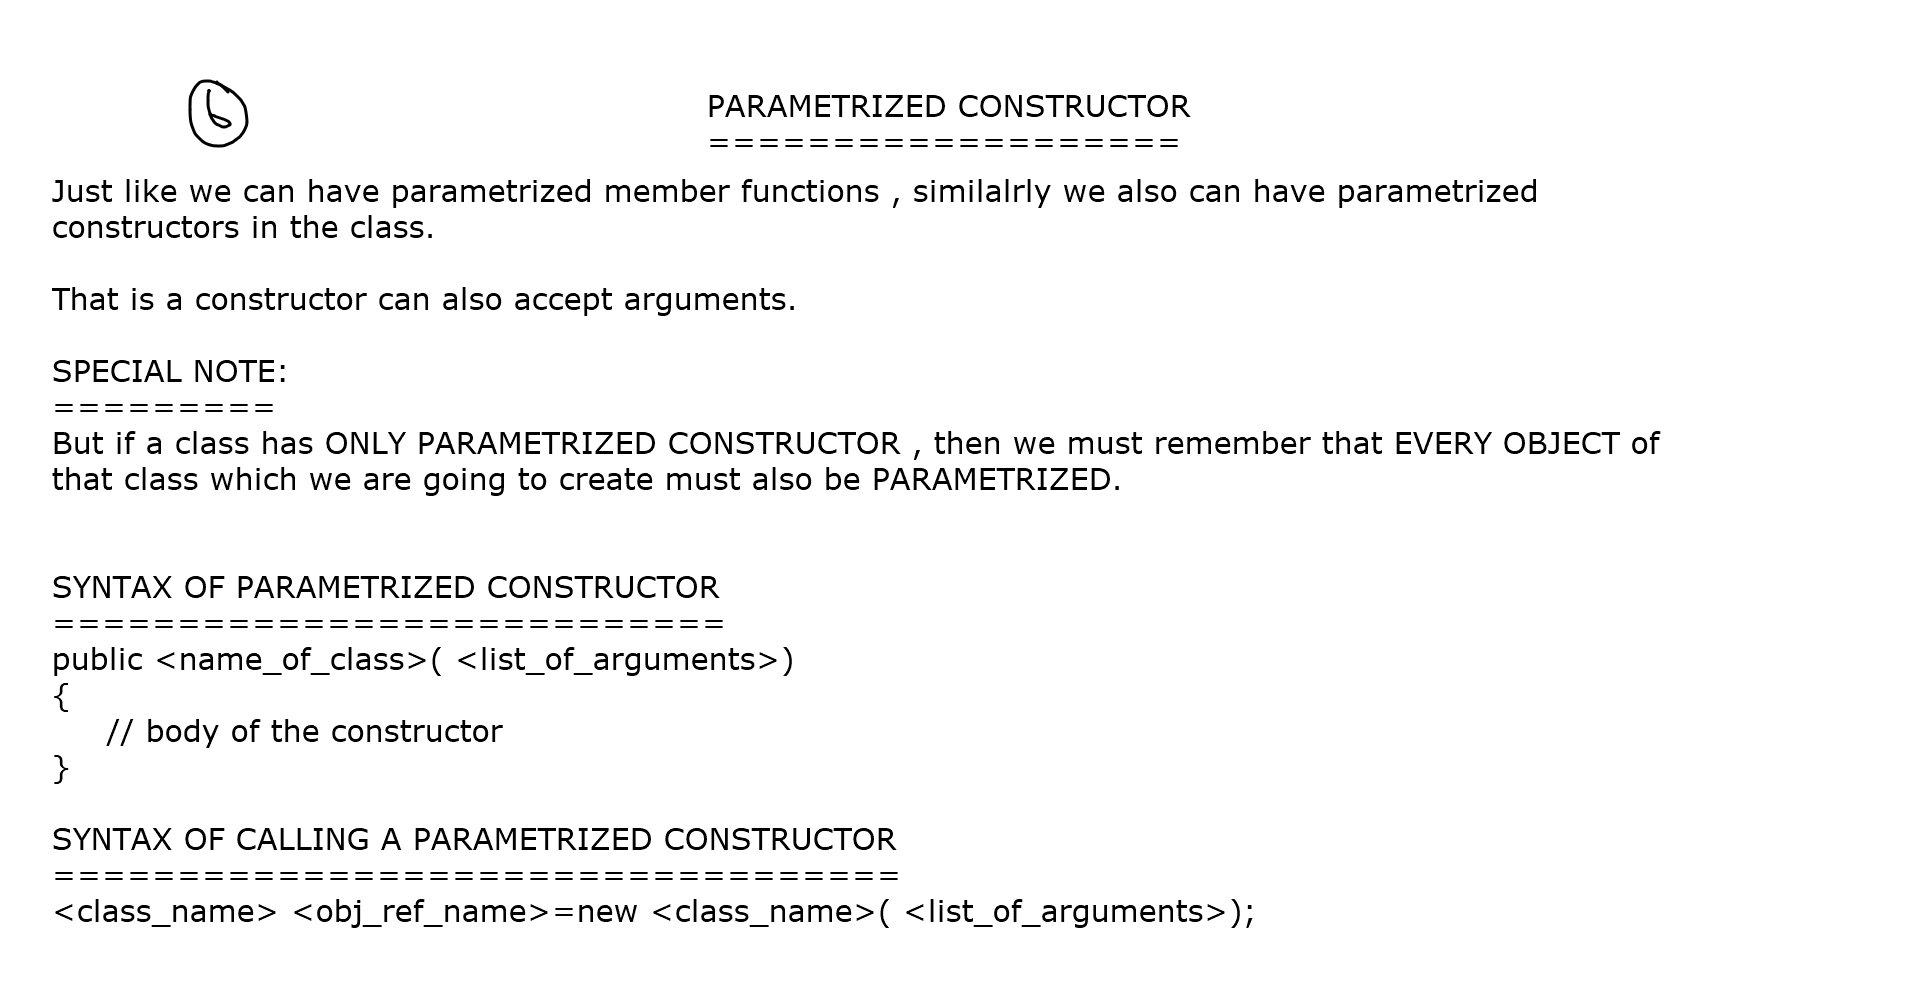 PARAMETRIZED CONSTRUCTOR
===================
Just like we can have parametrized member functions , similalrly we also can have parametrized
constructors in the class.
That is a constructor can also accept arguments.
SPECIAL NOTE:
=========
But if a class has ONLY PARAMETRIZED CONSTRUCTOR , then we must remember that EVERY OBJECT of
that class which we are going to create must also be PARAMETRIZED.
SYNTAX OF PARAMETRIZED CONSTRUCTOR
===========================
public <name_of_class>( <list_of_arguments>)
{
// body of the constructor
}
SYNTAX OF CALLING A PARAMETRIZED CONSTRUCTOR
==================================
<class_name> <obj_ref_name>=new <class_name>( <list_of_arguments>);